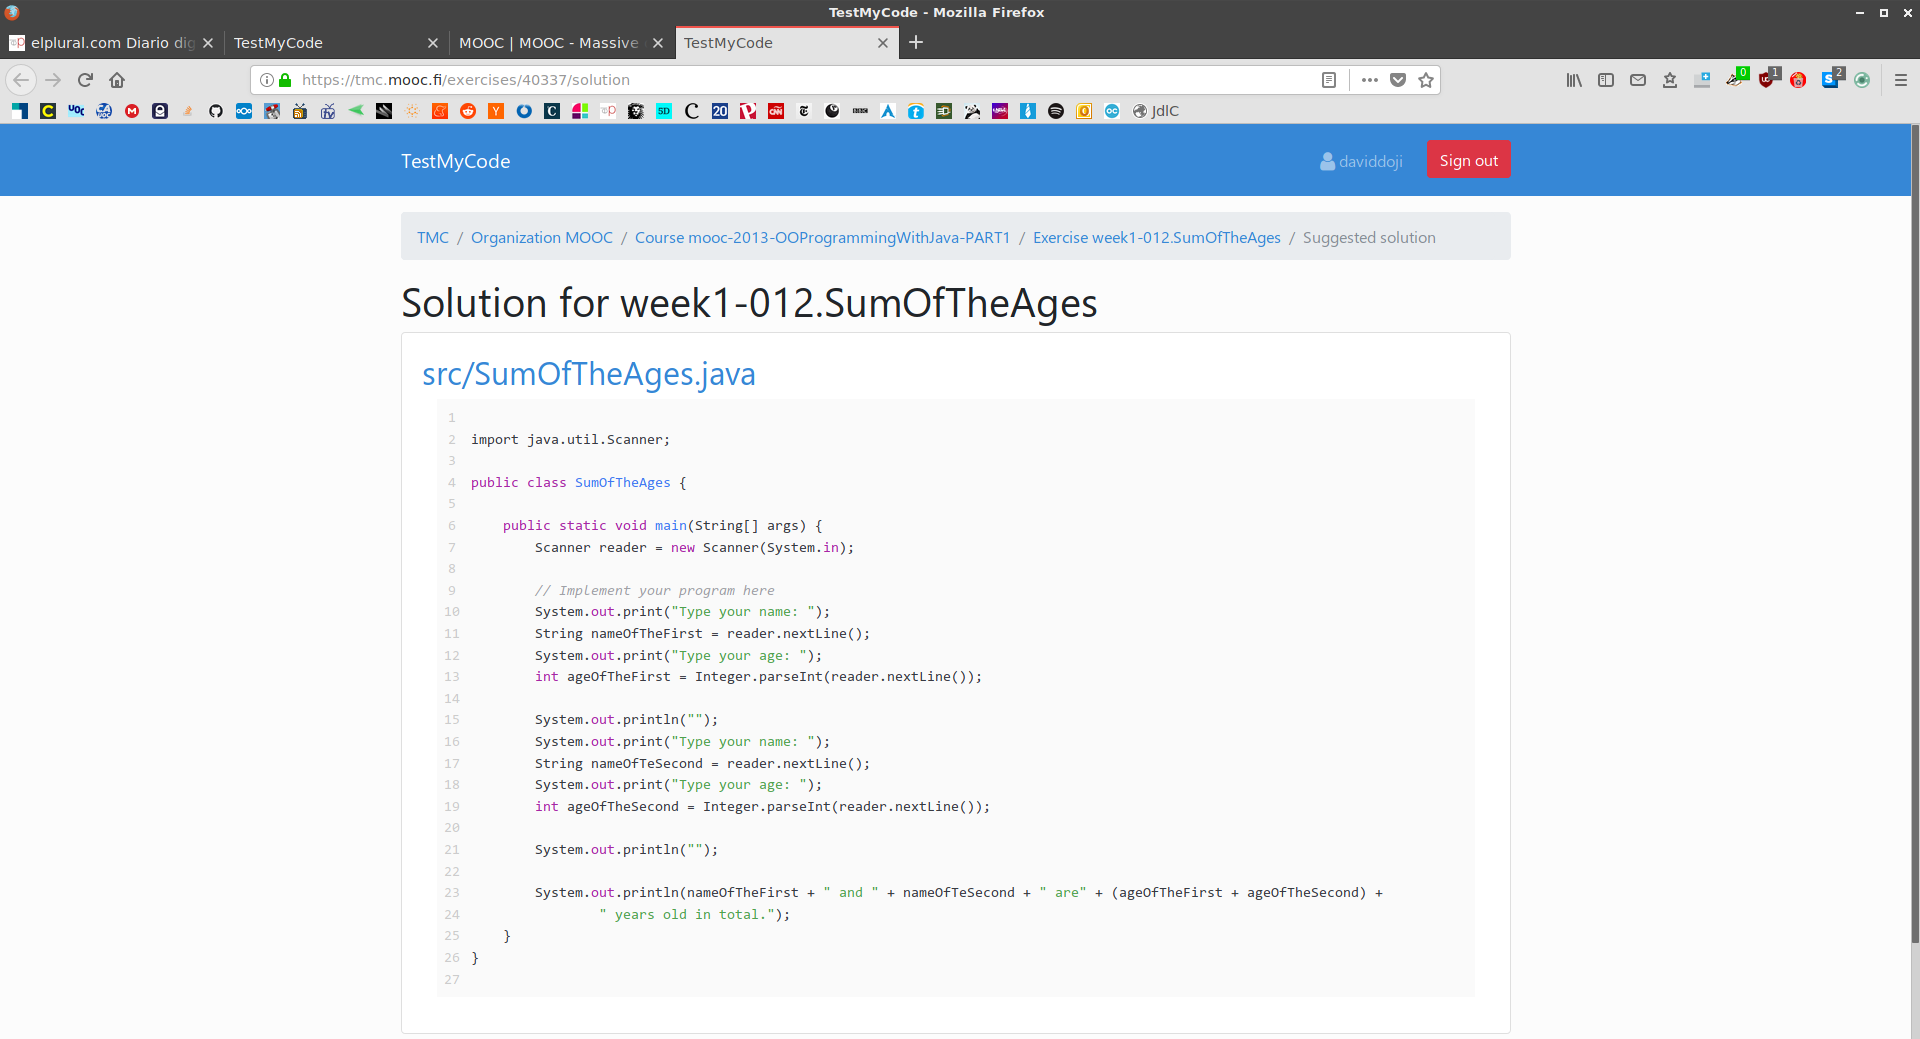 TestMyCode - Mozilla Firefox
elplural.com Diario dig
TestMyCode
MOOC | MOOC - Massive
TestMyCode
https://tmc.mooc.fi/exercises/40337/solution
0
1
2
JdlC
TestMyCode
daviddoji
Sign out
TMC / Organization MOOC / Course mooc-2013-OOProgrammingWithJava-PART1 / Exercise week1-012.SumOfTheAges / Suggested solution
Solution for week1-012.SumOfTheAges
src/SumOfTheAges.java
1
2 import java.util.Scanner;
3
4 public class SumOfTheAges {
5
6     public static void main(String[] args) {
7         Scanner reader = new Scanner(System.in);
8
9         // Implement your program here
10         System.out.print("Type your name: ");
11         String nameOfTheFirst = reader.nextLine();
12         System.out.print("Type your age: ");
13         int ageOfTheFirst = Integer.parseInt(reader.nextLine());
14
15         System.out.println("");
16         System.out.print("Type your name: ");
17         String nameOfTeSecond = reader.nextLine();
18         System.out.print("Type your age: ");
19         int ageOfTheSecond = Integer.parseInt(reader.nextLine());
20
21         System.out.println("");
22
23         System.out.println(nameOfTheFirst + " and " + nameOfTeSecond + " are" + (ageOfTheFirst + ageOfTheSecond) +
24                 " years old in total.");
25     }
26 }
27